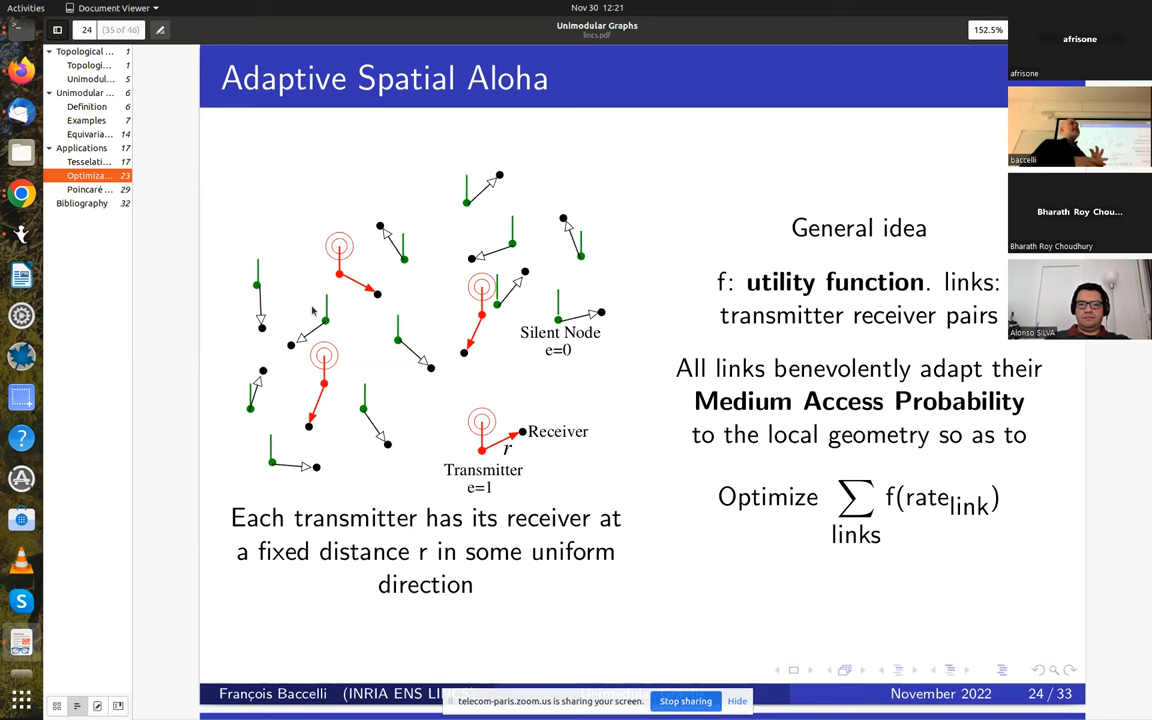 Activities
Document Viewer
Nov 30 12:21
24
(35 of 46)
Unimodular Graphs
lincs.pdf
152.5%
Topological ... 1
Topologi... 1
Unimodul... 5
Unimodular ... 6
Definition 6
Examples 7
Equivaria... 14
Applications 17
Tesselati... 17
Optimiza... 23
Poincaré ... 29
Bibliography 32
Adaptive Spatial Aloha
Silent Node
e=0
Receiver
r
Transmitter
e=1
Each transmitter has its receiver at
a fixed distance r in some uniform
direction
General idea
f: utility function. links:
transmitter receiver pairs
All links benevolently adapt their
Medium Access Probability
to the local geometry so as to
Optimize ∑ f(rate_link)
links
François Baccelli (INRIA ENS LINCS)
November 2022
24 / 33
telecom-paris.zoom.us is sharing your screen.
Stop sharing
Hide
afrisone
afrisone
baccelli
Bharath Roy Chou...
Bharath Roy Choudhury
Alonso SILVA